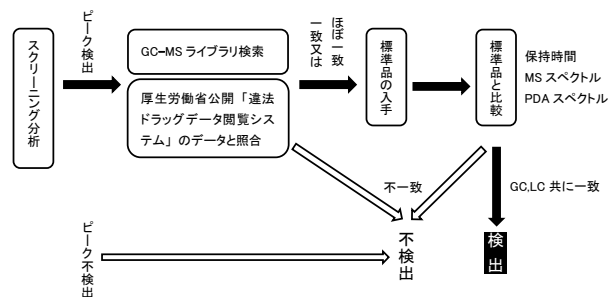 スクリーニング分析
ピーク検出
GC-MS ライブラリ検索
厚生労働省公開「違法
ドラッグデータ閲覧シス
テム」のデータと照合
ほぼ一致
一致又は
標準品の入手
標準品と比較
保持時間
MS スペクトル
PDA スペクトル
不一致
GC,LC 共に一致
ピーク不検出
不検出
検出